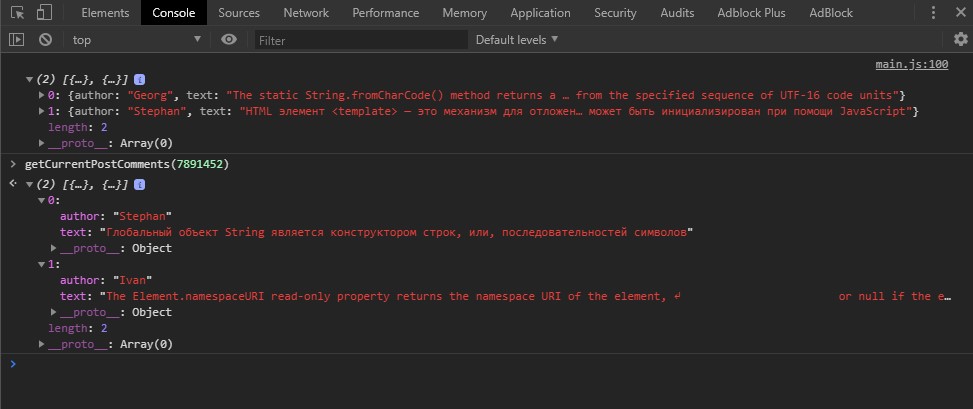 Elements Console Sources Network Performance Memory Application Security Audits Adblock Plus AdBlock
top Filter Default levels
main.js:100
(2) [{…}, {…}] i
0: {author: "Georg", text: "The static String.fromCharCode() method returns a … from the specified sequence of UTF-16 code units"}
1: {author: "Stephan", text: "HTML элемент <template> — это механизм для отложен… может быть инициализирован при помощи JavaScript"}
length: 2
__proto__: Array(0)
getCurrentPostComments(7891452)
(2) [{…}, {…}] i
0:
author: "Stephan"
text: "Глобальный объект String является конструктором строк, или, последовательностей символов"
__proto__: Object
1:
author: "Ivan"
text: "The Element.namespaceURI read-only property returns the namespace URI of the element, ↲ or null if the e…
__proto__: Object
length: 2
__proto__: Array(0)